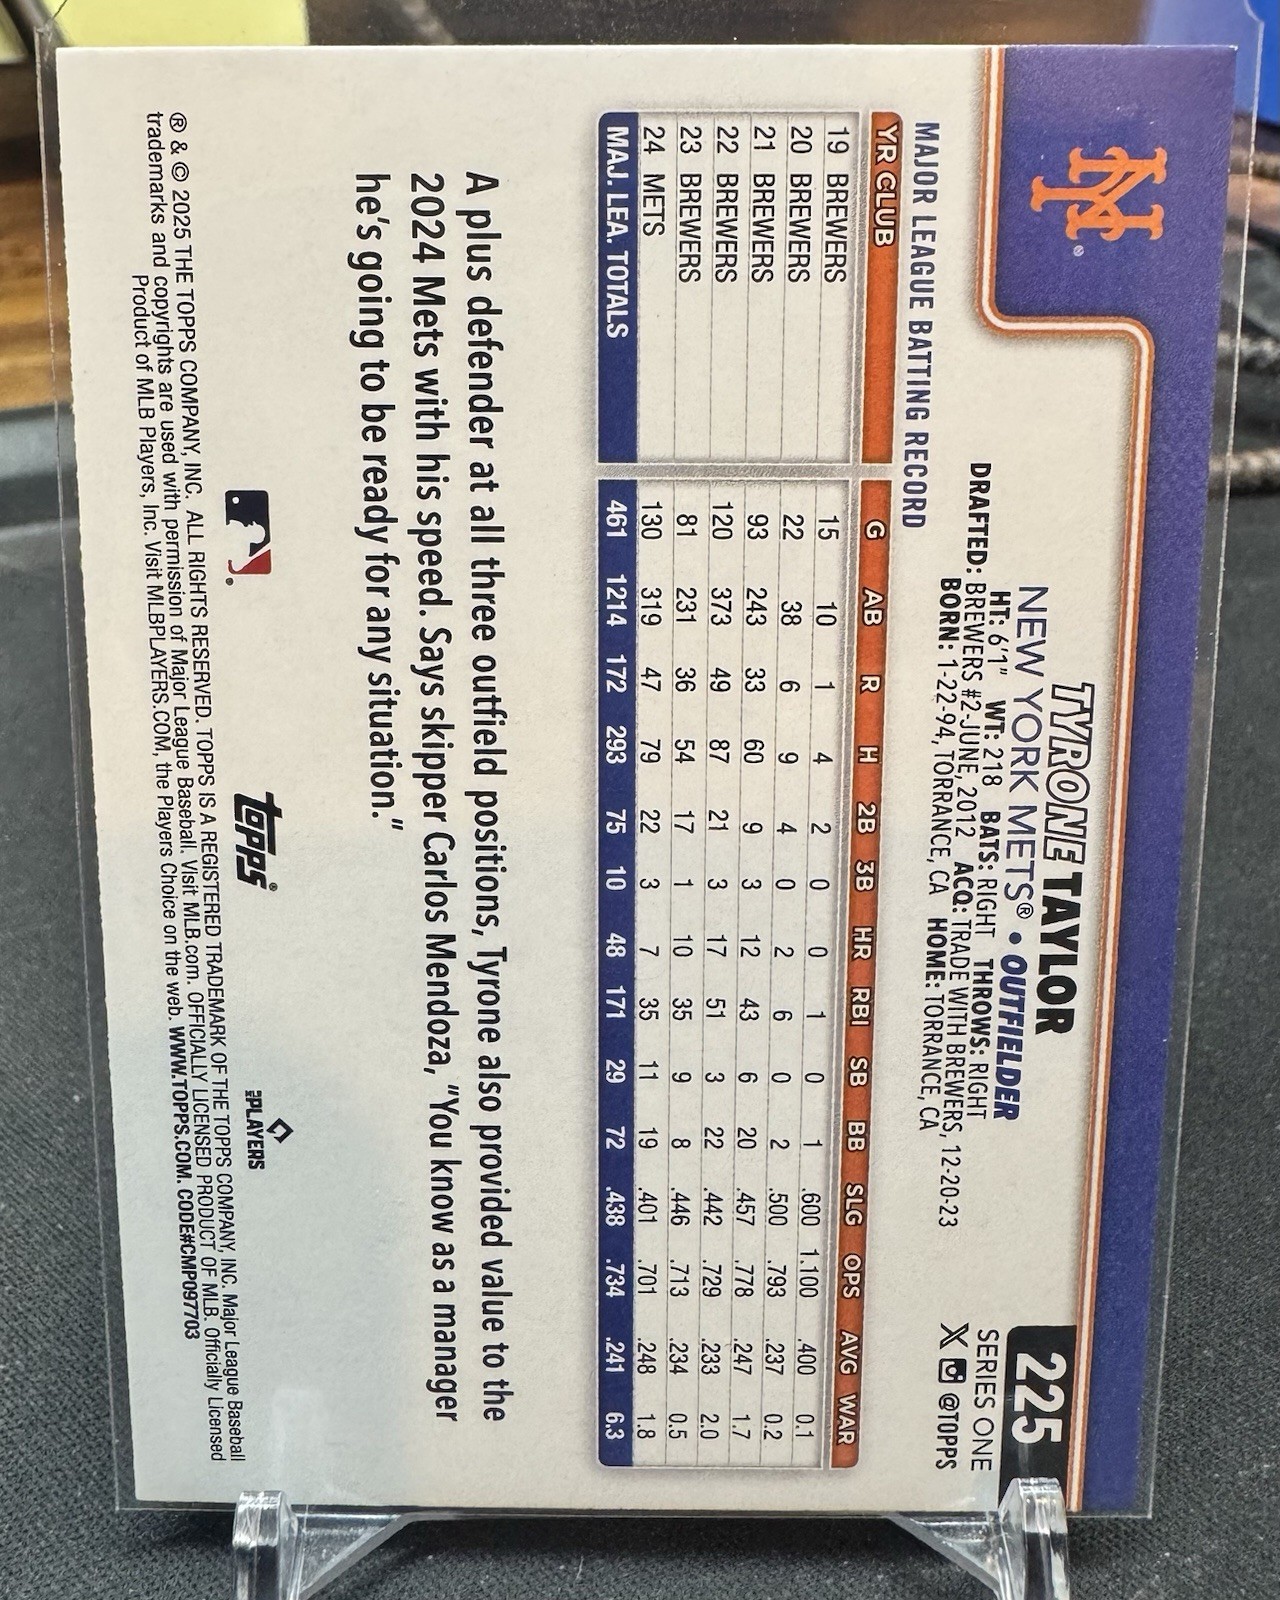 NY®
TYRONE TAYLOR
NEW YORK METS® • OUTFIELDER
HT: 6'1" WT: 218 BATS: RIGHT THROWS: RIGHT
DRAFTED: BREWERS #2-JUNE, 2012 ACQ: TRADE WITH BREWERS, 12-20-23
BORN: 1-22-94, TORRANCE, CA HOME: TORRANCE, CA
225
SERIES ONE
X @TOPPS
MAJOR LEAGUE BATTING RECORD
YR CLUB G AB R H 2B 3B HR RBI SB BB SLG OPS AVG WAR
19 BREWERS 15 10 1 4 2 0 0 1 0 1 .600 1.100 .400 0.1
20 BREWERS 22 38 6 9 4 0 2 6 0 2 .500 .793 .237 0.2
21 BREWERS 93 243 33 60 9 3 12 43 6 20 .457 .778 .247 1.7
22 BREWERS 120 373 49 87 21 3 17 51 3 22 .442 .729 .233 2.0
23 BREWERS 81 231 36 54 17 1 10 35 9 8 .446 .713 .234 0.5
24 METS 130 319 47 79 22 3 7 35 11 19 .401 .701 .248 1.8
MAJ. LEA. TOTALS 461 1214 172 293 75 10 48 171 29 72 .438 .734 .241 6.3
A plus defender at all three outfield positions, Tyrone also provided value to the
2024 Mets with his speed. Says skipper Carlos Mendoza, "You know as a manager
he's going to be ready for any situation."
topps®
MLB PLAYERS
® & © 2025 THE TOPPS COMPANY, INC. ALL RIGHTS RESERVED. TOPPS IS A REGISTERED TRADEMARK OF THE TOPPS COMPANY, INC. Major League Baseball
trademarks and copyrights are used with permission of Major League Baseball. Visit MLB.com. OFFICIALLY LICENSED PRODUCT OF MLB. Officially Licensed
Product of MLB Players, Inc. Visit MLBPLAYERS.COM, the Players Choice on the web. WWW.TOPPS.COM. CODE#CMP097703